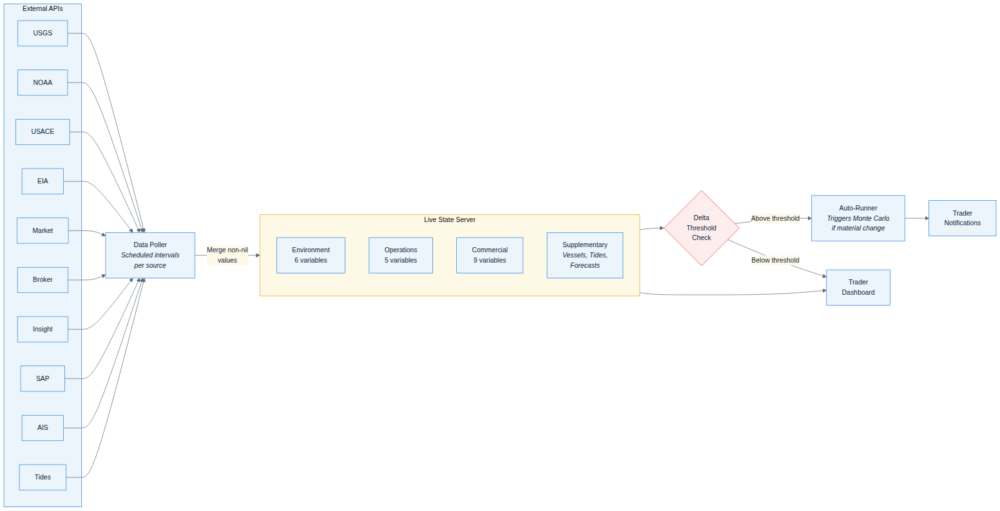 External APIs
USGS
NOAA
USACE
EIA
Market
Broker
Insight
SAP
AIS
Tides
Data Poller
Scheduled intervals
per source
Merge non-nil
values
Live State Server
Environment
6 variables
Operations
5 variables
Commercial
9 variables
Supplementary
Vessels, Tides,
Forecasts
Delta
Threshold
Check
Above threshold
Below threshold
Auto-Runner
Triggers Monte Carlo
if material change
Trader
Notifications
Trader
Dashboard